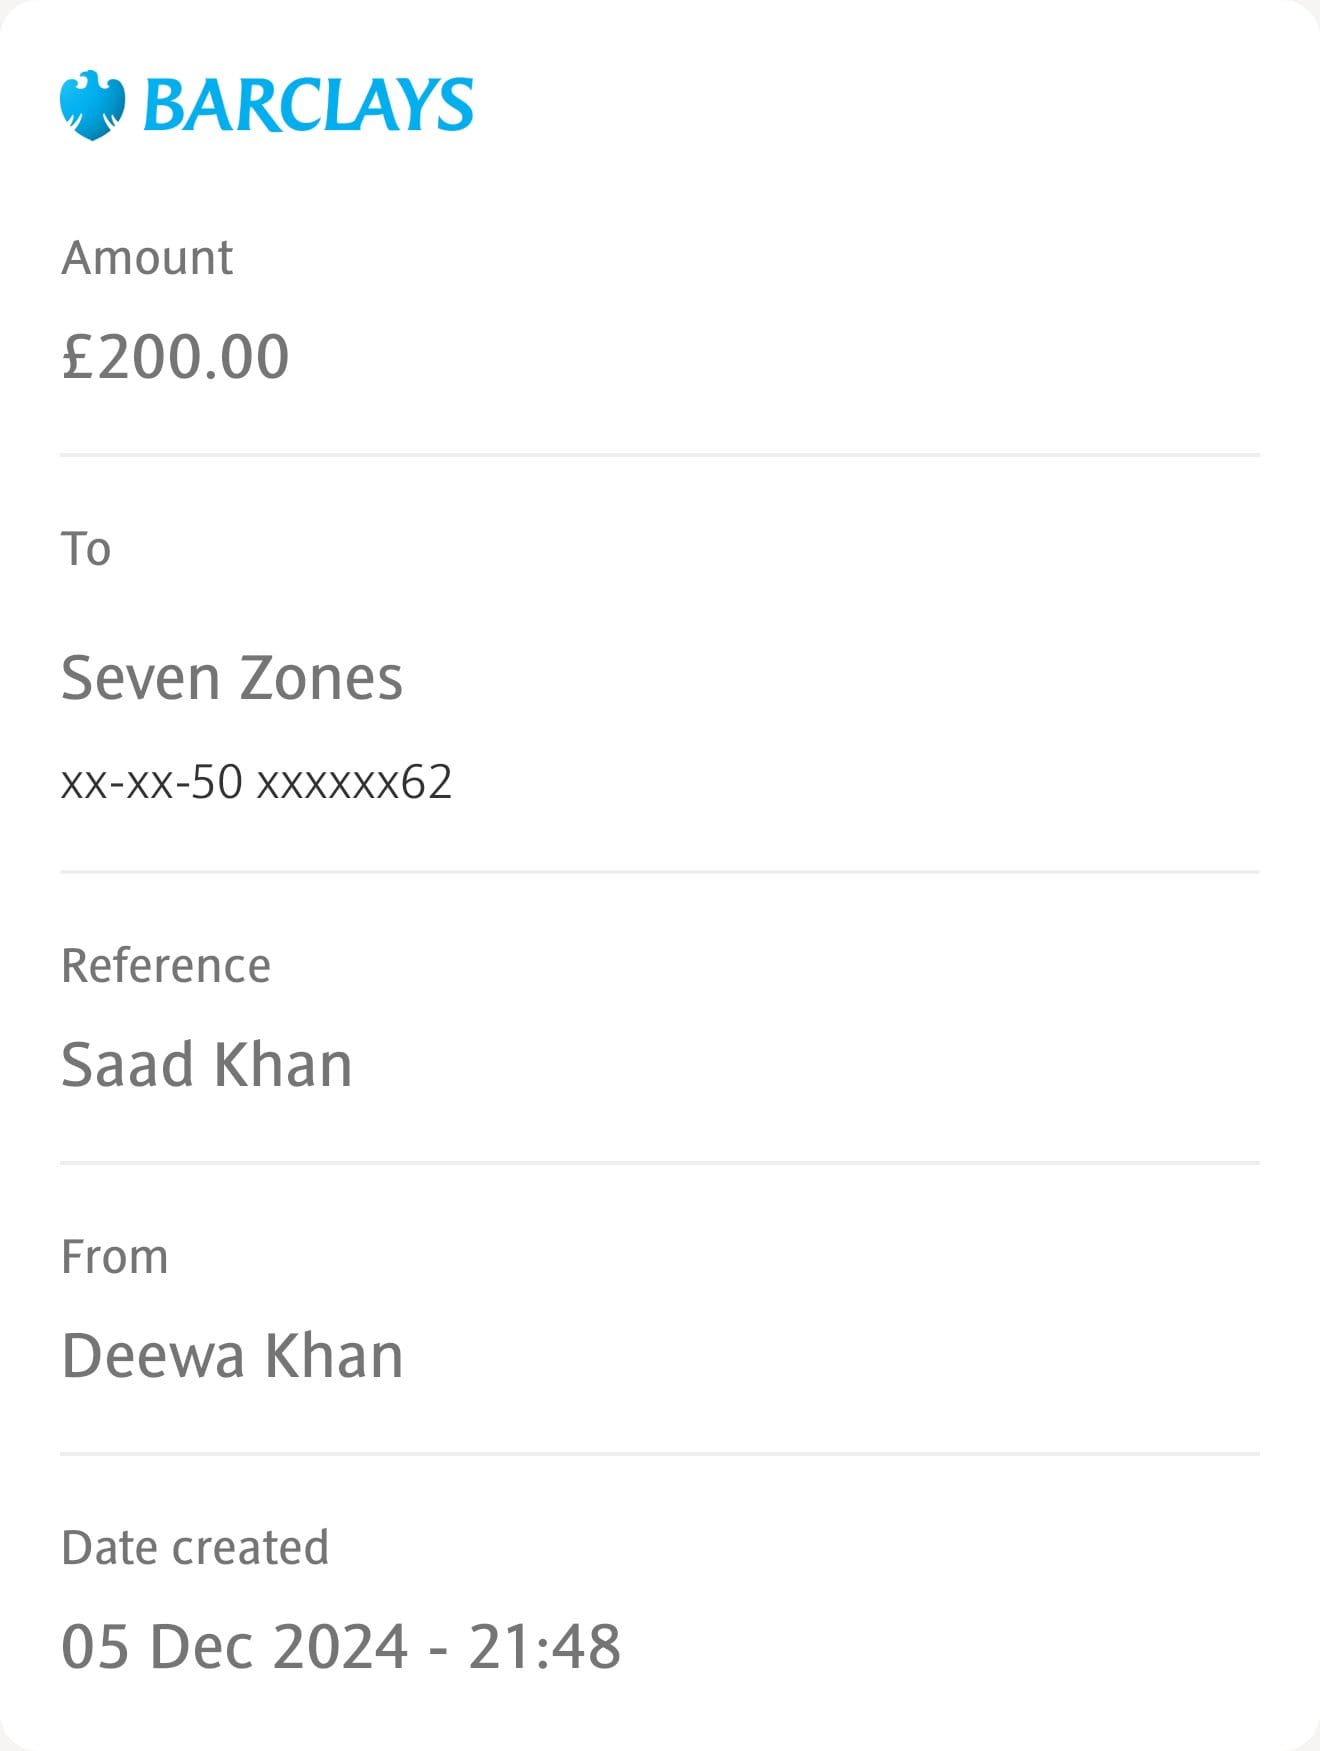 BARCLAYS
Amount
£200.00
To
Seven Zones
xx-xx-50 xxxxxx62
Reference
Saad Khan
From
Deewa Khan
Date created
05 Dec 2024 - 21:48